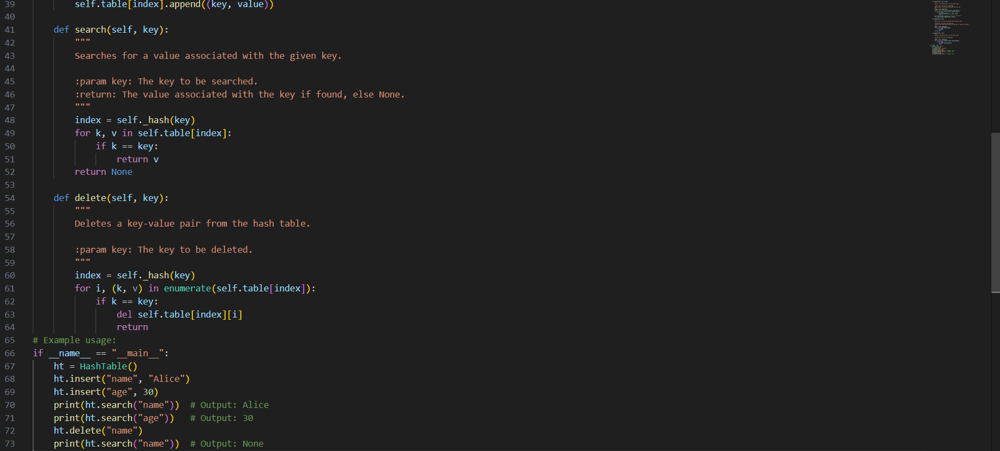 39 self.table[index].append((key, value))
40
41 def search(self, key):
42 """
43 Searches for a value associated with the given key.
44
45 :param key: The key to be searched.
46 :return: The value associated with the key if found, else None.
47 """
48 index = self._hash(key)
49 for k, v in self.table[index]:
50 if k == key:
51 return v
52 return None
53
54 def delete(self, key):
55 """
56 Deletes a key-value pair from the hash table.
57
58 :param key: The key to be deleted.
59 """
60 index = self._hash(key)
61 for i, (k, v) in enumerate(self.table[index]):
62 if k == key:
63 del self.table[index][i]
64 return
65 # Example usage:
66 if __name__ == "__main__":
67 ht = HashTable()
68 ht.insert("name", "Alice")
69 ht.insert("age", 30)
70 print(ht.search("name")) # Output: Alice
71 print(ht.search("age")) # Output: 30
72 ht.delete("name")
73 print(ht.search("name")) # Output: None